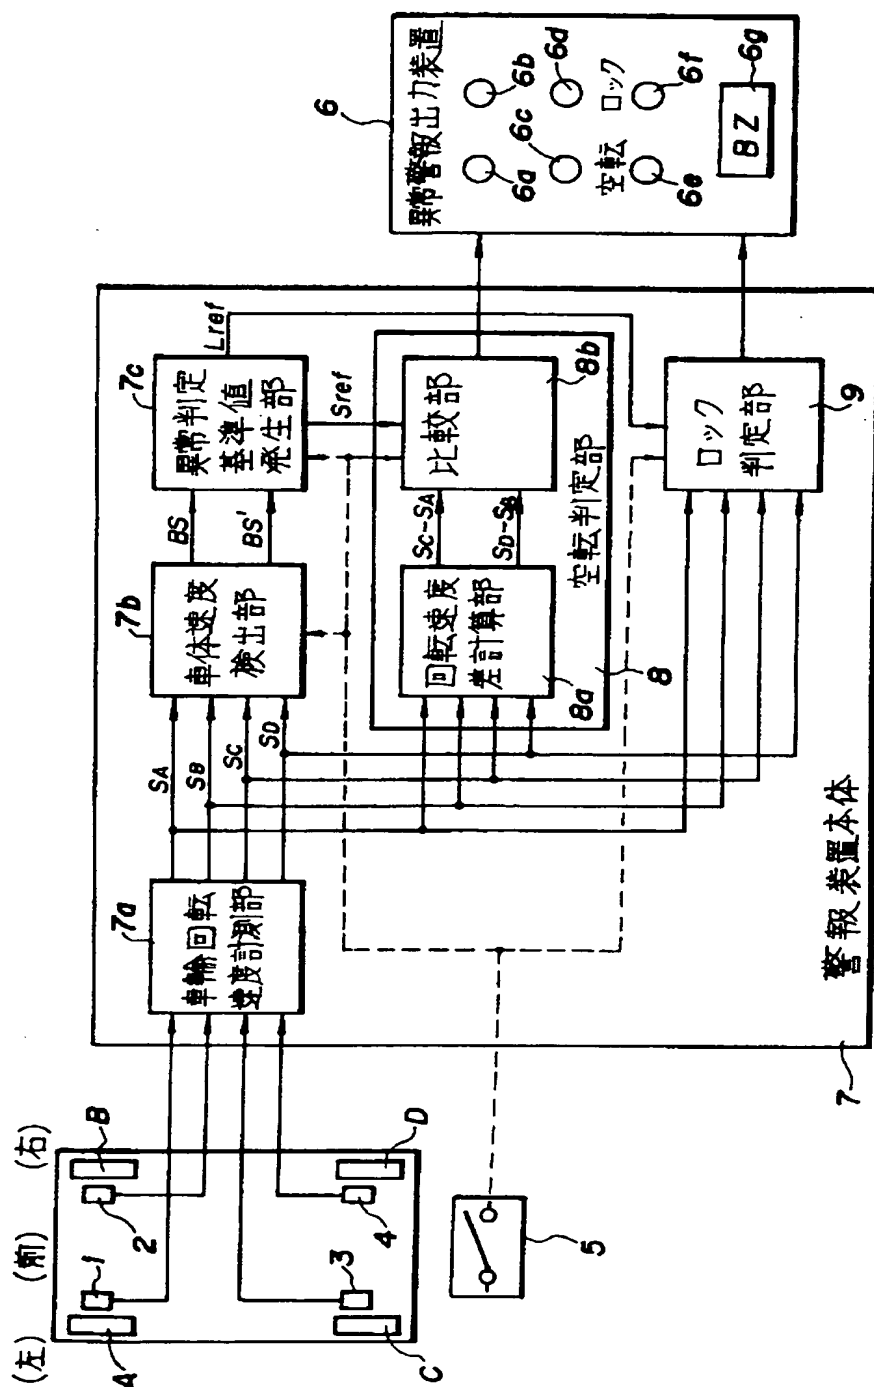 (左)
(前)
(右)
A
1
2
B
C
3
4
D
5
7
警報装置本体
7a
車輪回転
速度計測部
SA
SB
SC
SD
7b
車体速度
検出部
BS
BS'
7c
異常判定
基準値
発生部
Lref
Sref
8
空転判定部
8a
回転速度
差計算部
SC-SA
SD-SB
8b
比較部
9
ロック
判定部
6
異常警報出力装置
6a
6b
6c
6d
空転
ロック
6e
6f
BZ
6g